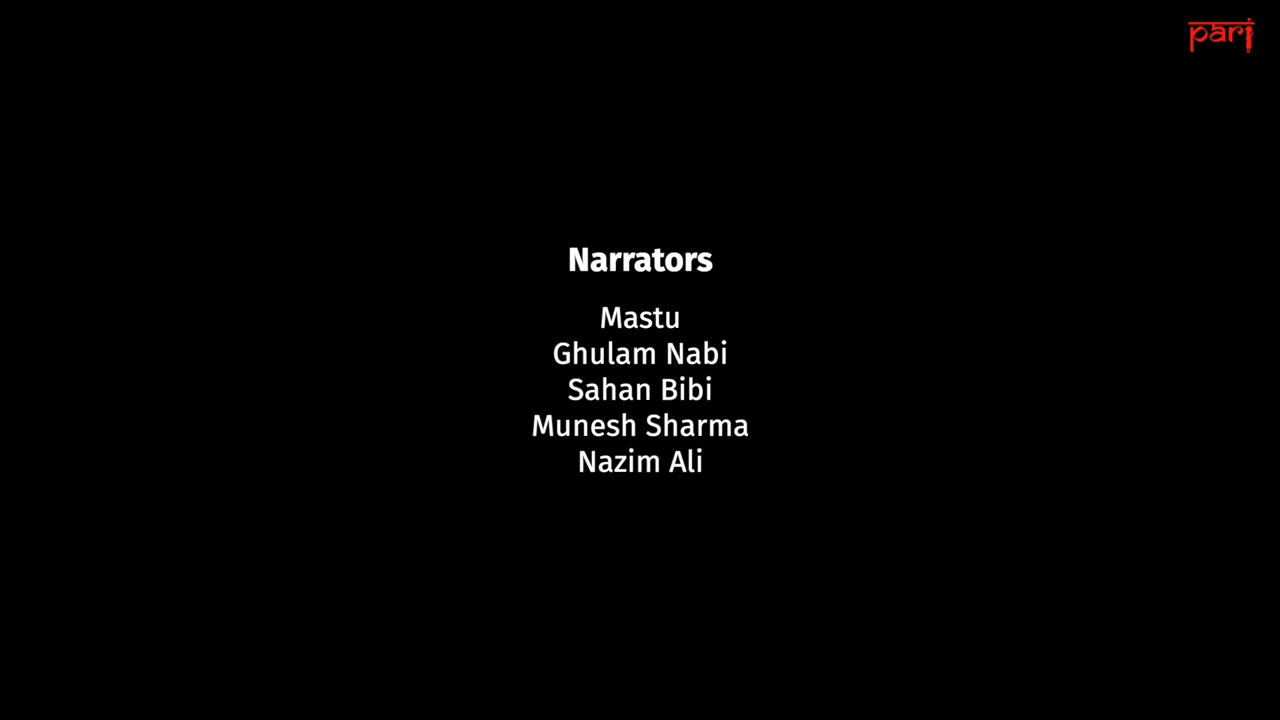 pari
Narrators
Mastu
Ghulam Nabi
Sahan Bibi
Munesh Sharma
Nazim Ali